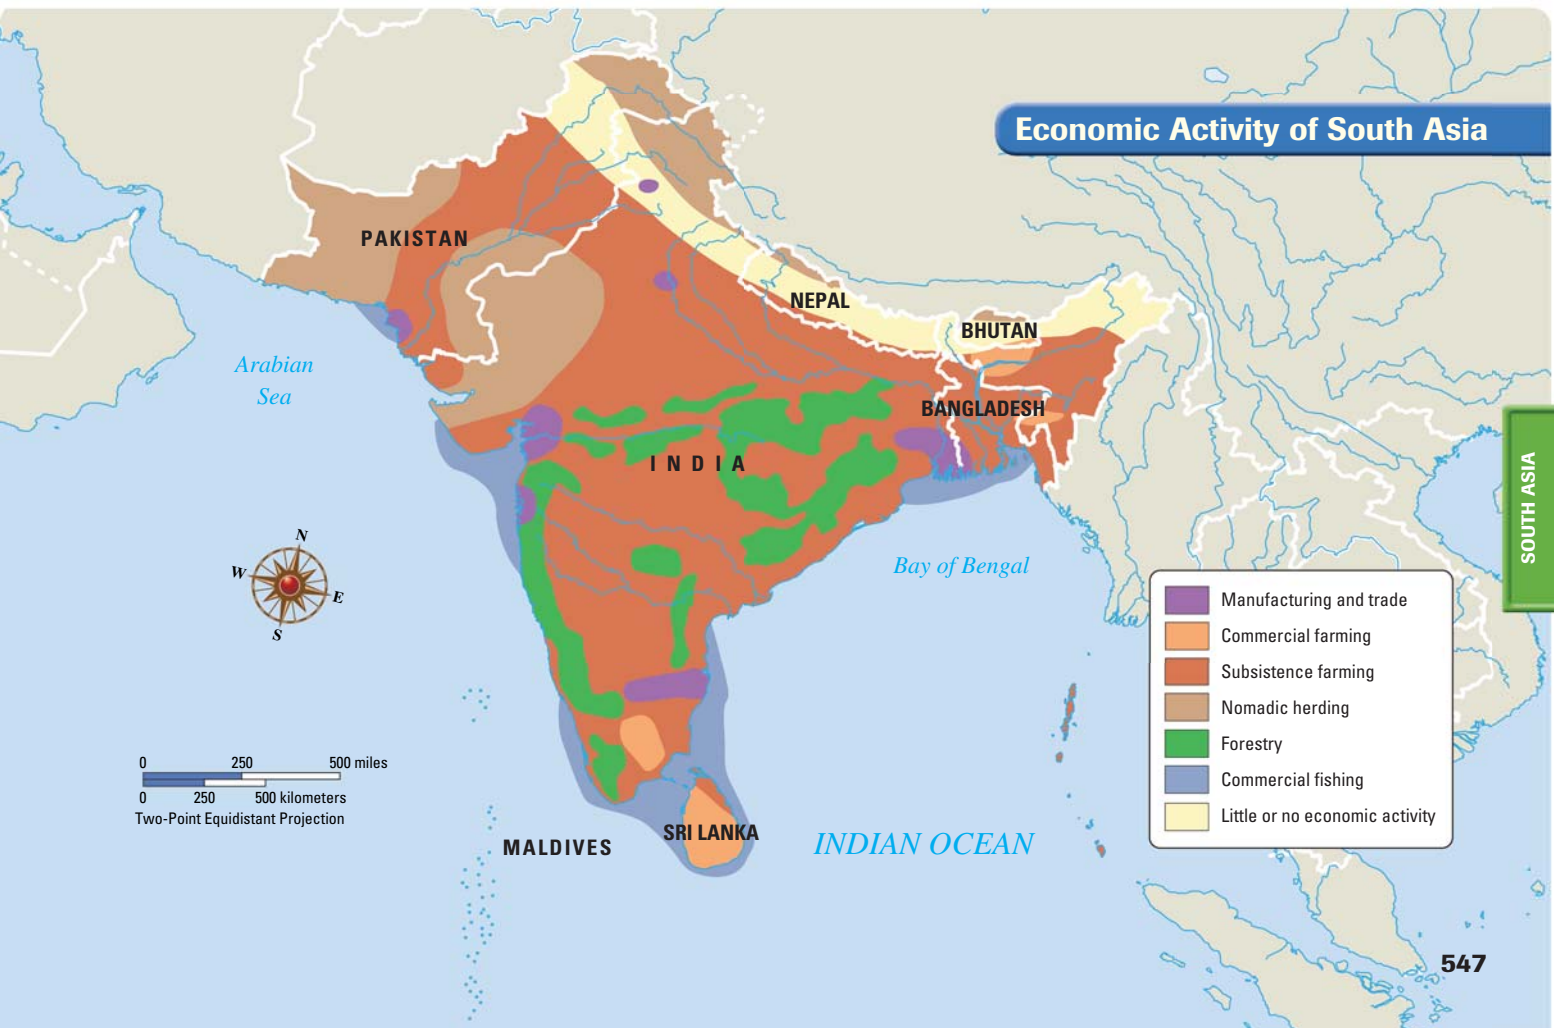 Economic Activity of South Asia
PAKISTAN
NEPAL
BHUTAN
Arabian
Sea
BANGLADESH
INDIA
SOUTH ASIA
N
W
E
S
Bay of Bengal
Manufacturing and trade
Commercial farming
Subsistence farming
Nomadic herding
Forestry
Commercial fishing
Little or no economic activity
0 250 500 miles
0 250 500 kilometers
Two-Point Equidistant Projection
MALDIVES
SRI LANKA
INDIAN OCEAN
547